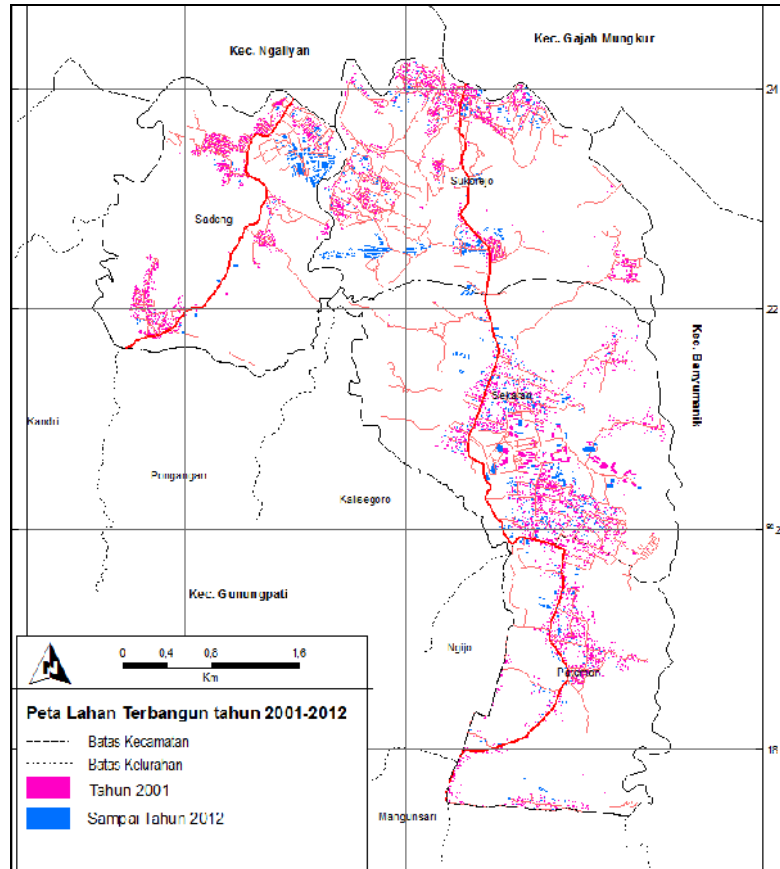 Kec. Ngaliyan
Kec. Gajah Mungkur
24
Sukorejo
Sadeng
22
Kec. Banyumanik
Sekaran
Kandri
Pongangan
Kalisegoro
Kec. Gunungpati
Ngijo
Patemon
18
Mangunsari
0 0,4 0,8 1,6
Km
N
Peta Lahan Terbangun tahun 2001-2012
Batas Kecamatan
Batas Kelurahan
Tahun 2001
Sampai Tahun 2012